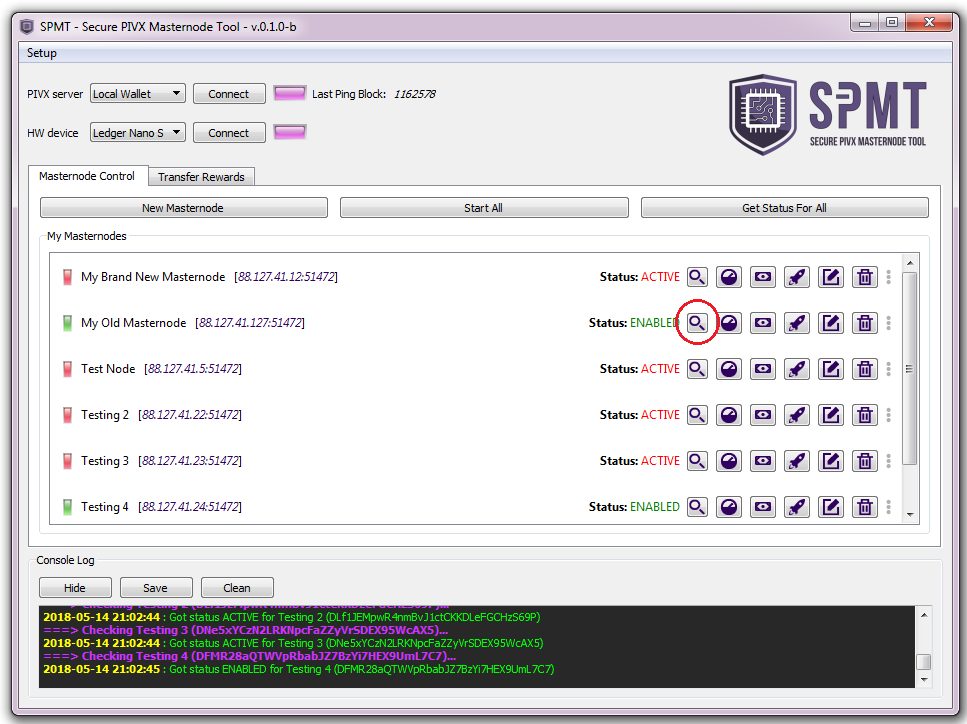 SPMT - Secure PIVX Masternode Tool - v.0.1.0-b
Setup
PIVX server Local Wallet Connect Last Ping Block: 1162578
HW device Ledger Nano S Connect
SPMT
SECURE PIVX MASTERNODE TOOL
Masternode Control Transfer Rewards
New Masternode Start All Get Status For All
My Masternodes
My Brand New Masternode [88.127.41.12:51472] Status: ACTIVE
My Old Masternode [88.127.41.127:51472] Status: ENABLED
Test Node [88.127.41.5:51472] Status: ACTIVE
Testing 2 [88.127.41.22:51472] Status: ACTIVE
Testing 3 [88.127.41.23:51472] Status: ACTIVE
Testing 4 [88.127.41.24:51472] Status: ENABLED
Console Log
Hide Save Clean
2018-05-14 21:02:44 : Got status ACTIVE for Testing 2 (DLf1JEMpwR4nmBvJ1ctCKKDLeFGCHzS69P)
===> Checking Testing 3 (DNe5xYCzN2LRKNpcFaZZyVrSDEX95WcAX5)...
2018-05-14 21:02:44 : Got status ACTIVE for Testing 3 (DNe5xYCzN2LRKNpcFaZZyVrSDEX95WcAX5)
===> Checking Testing 4 (DFMR28aQTWVpRbabJZ7BzYi7HEX9UmL7C7)...
2018-05-14 21:02:45 : Got status ENABLED for Testing 4 (DFMR28aQTWVpRbabJZ7BzYi7HEX9UmL7C7)